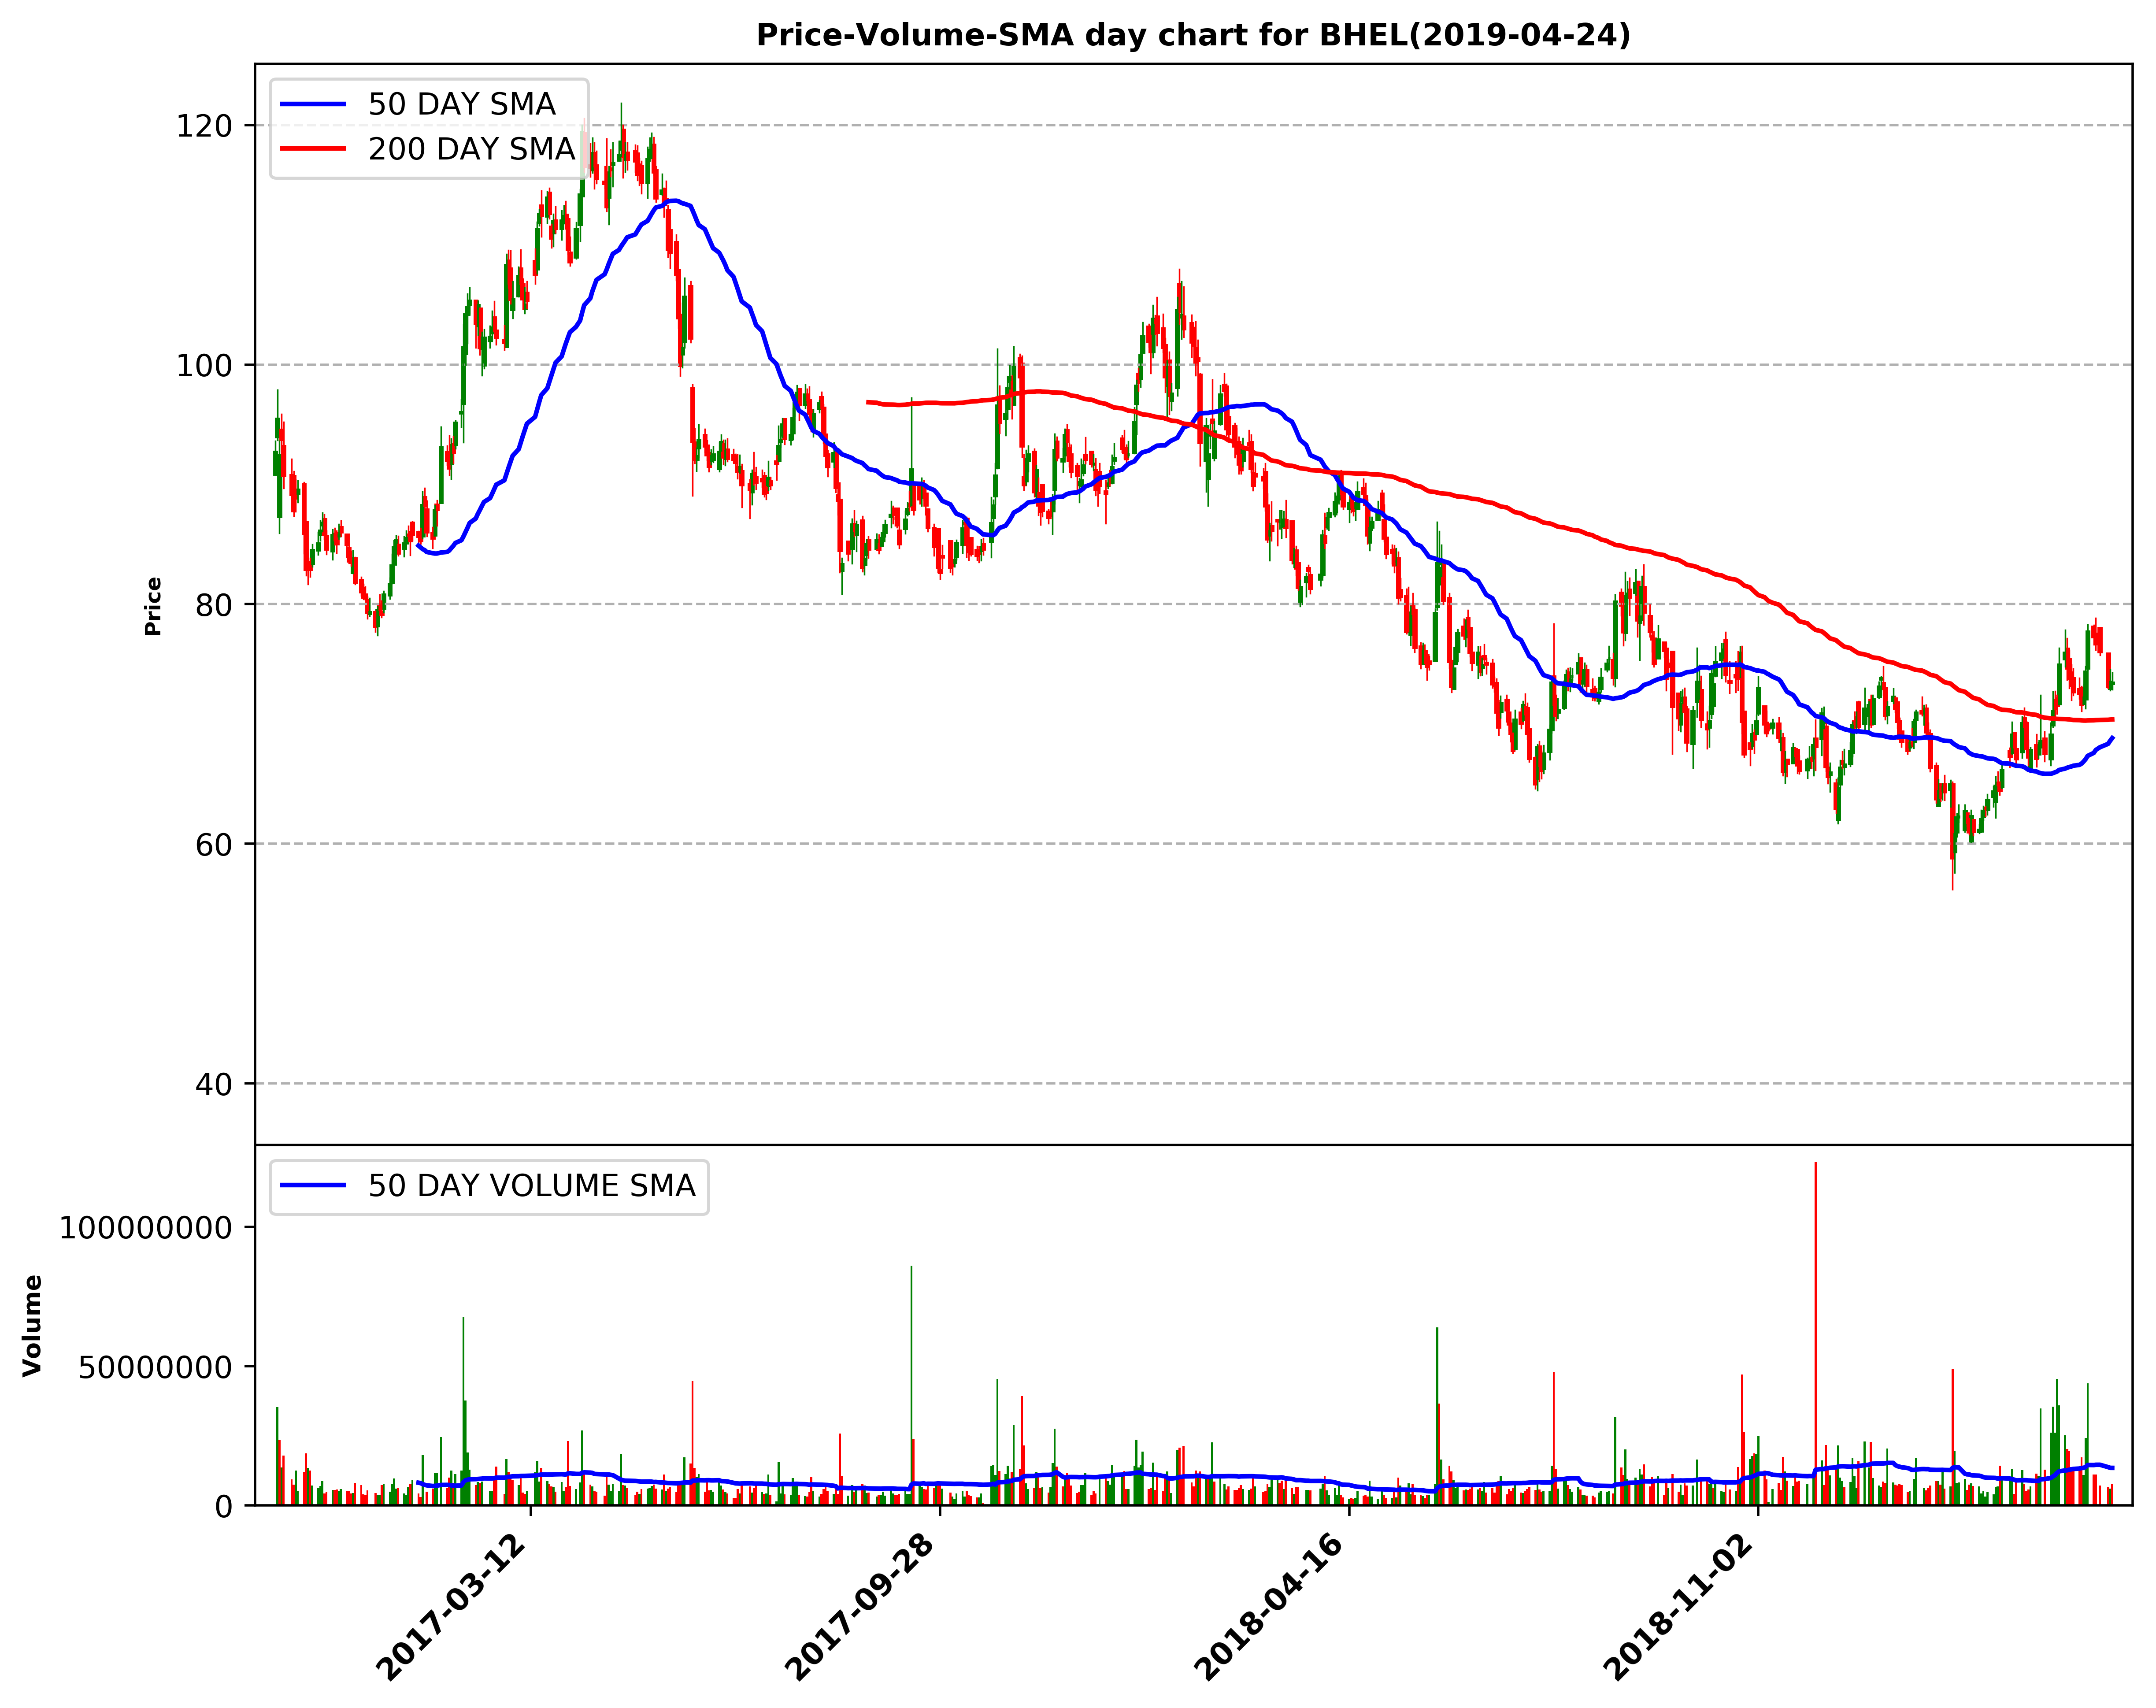 Price-Volume-SMA day chart for BHEL(2019-04-24)
50 DAY SMA
200 DAY SMA
120
100
80
60
40
Price
50 DAY VOLUME SMA
100000000
50000000
0
Volume
2017-03-12
2017-09-28
2018-04-16
2018-11-02